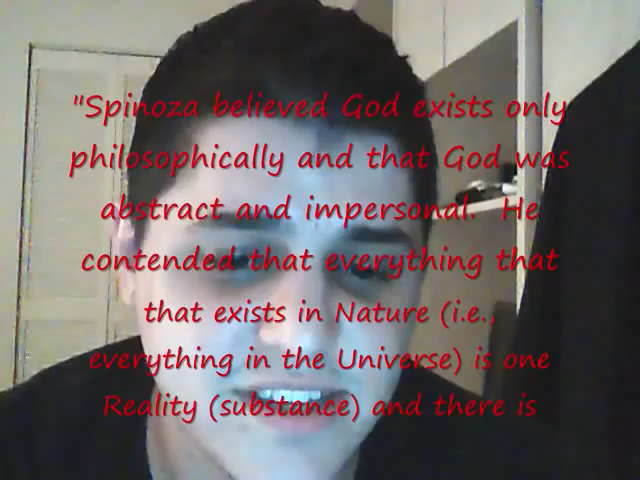 "Spinoza believed God exists only
philosophically and that God was
abstract and impersonal.  He
contended that everything that
that exists in Nature (i.e.,
everything in the Universe) is one
Reality (substance) and there is